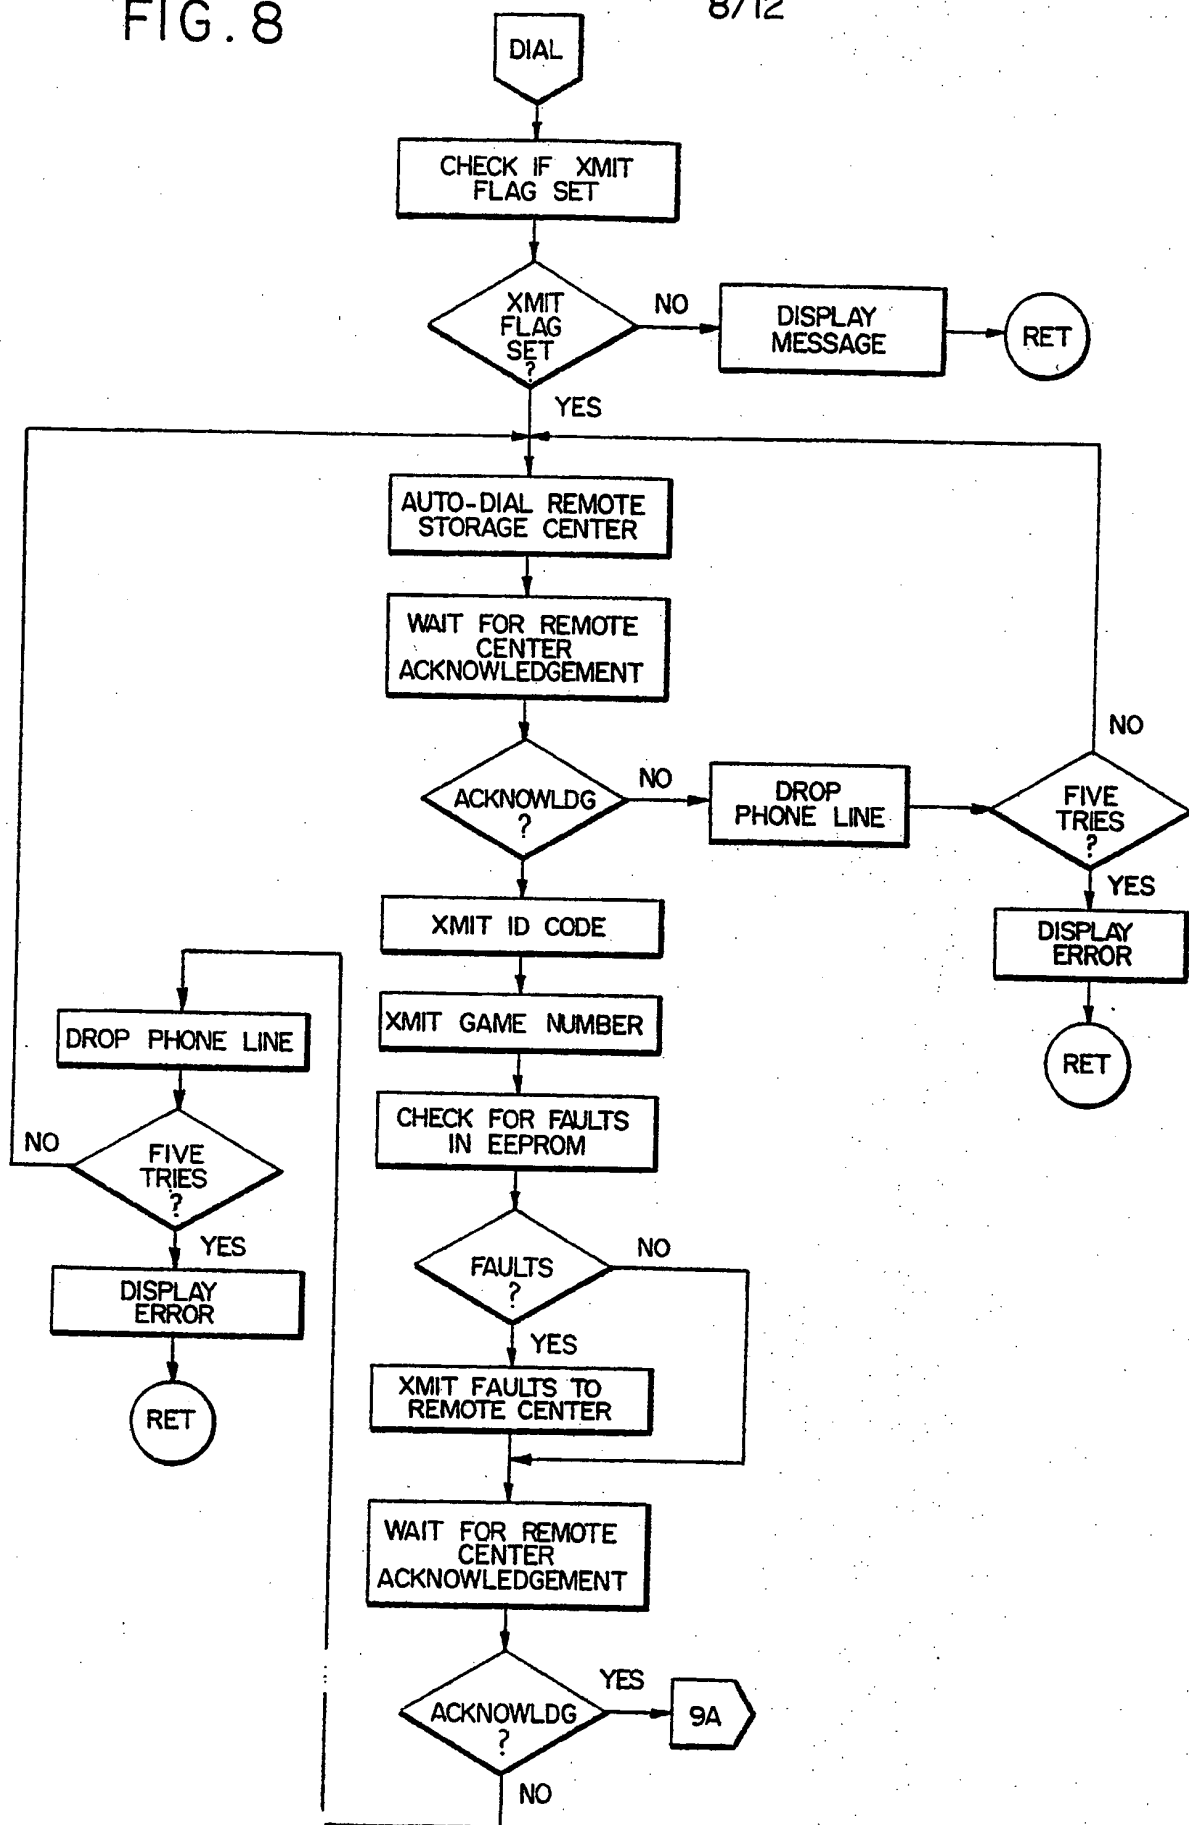 FIG. 8
8/12
DIAL
CHECK IF XMIT
FLAG SET
XMIT
FLAG
SET
?
NO
DISPLAY
MESSAGE
RET
YES
AUTO-DIAL REMOTE
STORAGE CENTER
WAIT FOR REMOTE
CENTER
ACKNOWLEDGEMENT
ACKNOWLDG
?
NO
DROP
PHONE LINE
FIVE
TRIES
?
NO
YES
DISPLAY
ERROR
RET
XMIT ID CODE
XMIT GAME NUMBER
CHECK FOR FAULTS
IN EEPROM
FAULTS
?
NO
YES
XMIT FAULTS TO
REMOTE CENTER
WAIT FOR REMOTE
CENTER
ACKNOWLEDGEMENT
ACKNOWLDG
?
YES
9A
NO
DROP PHONE LINE
FIVE
TRIES
?
NO
YES
DISPLAY
ERROR
RET